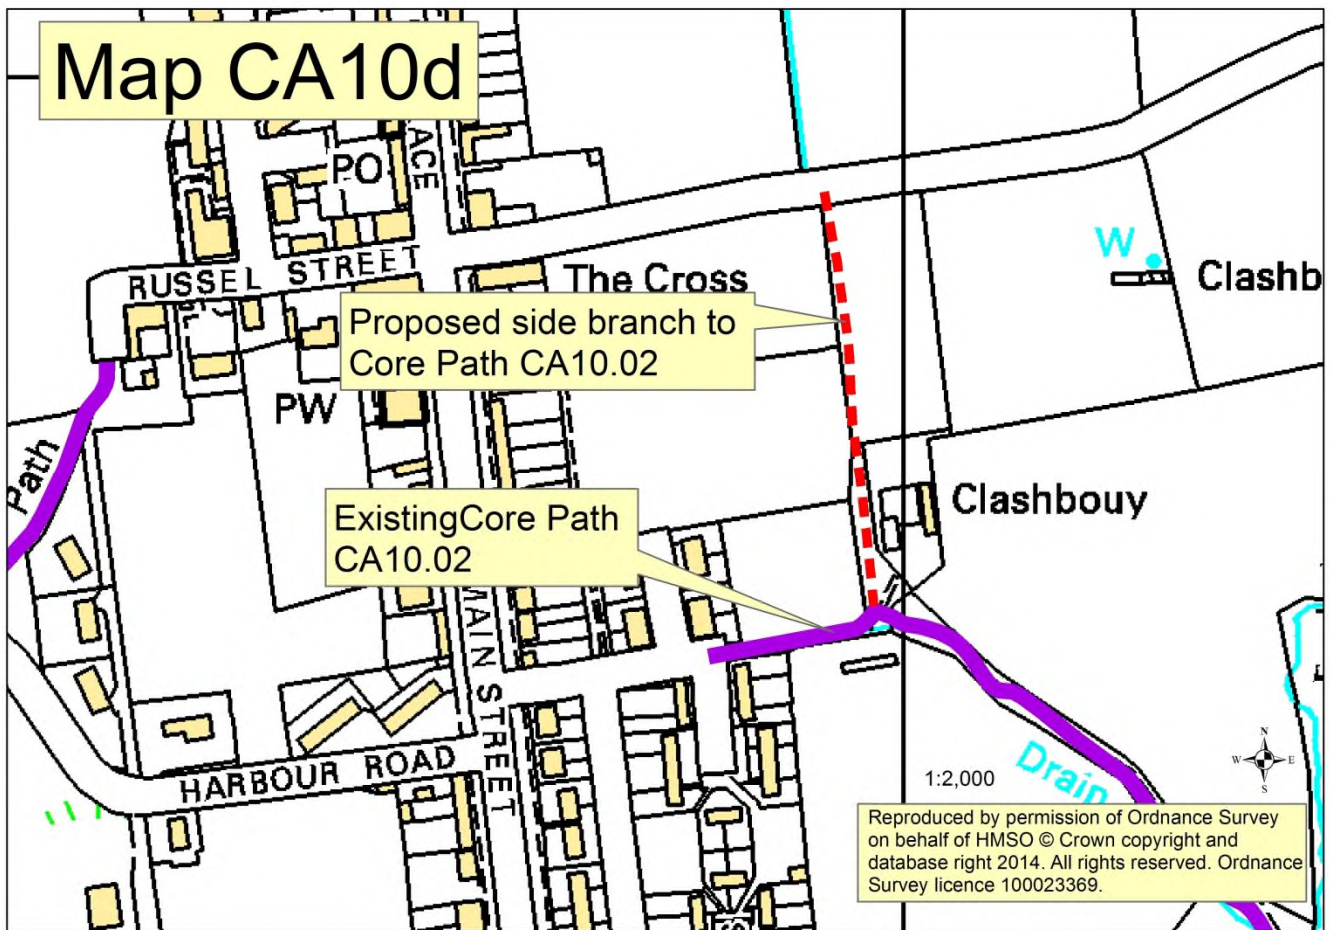 Map CA10d
PO
ACE
RUSSEL STREET
The Cross
W
Clashb
Proposed side branch to
Core Path CA10.02
PW
Path
ExistingCore Path
CA10.02
Clashbouy
MAIN STREET
HARBOUR ROAD
Drain
1:2,000
N
W
E
S
Reproduced by permission of Ordnance Survey
on behalf of HMSO © Crown copyright and
database right 2014. All rights reserved. Ordnance
Survey licence 100023369.